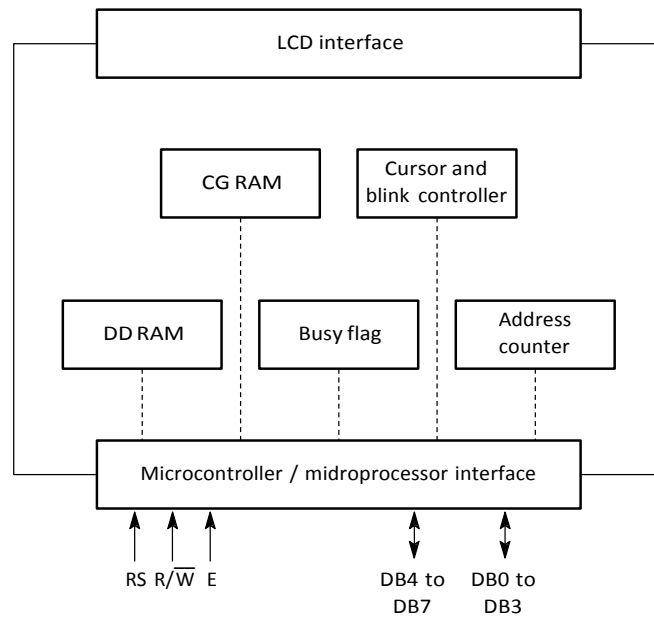 LCD interface
CG RAM
Cursor and
blink controller
DD RAM
Busy flag
Address
counter
Microcontroller / midroprocessor interface
RS R/W̅ E
DB4 to
DB7
DB0 to
DB3